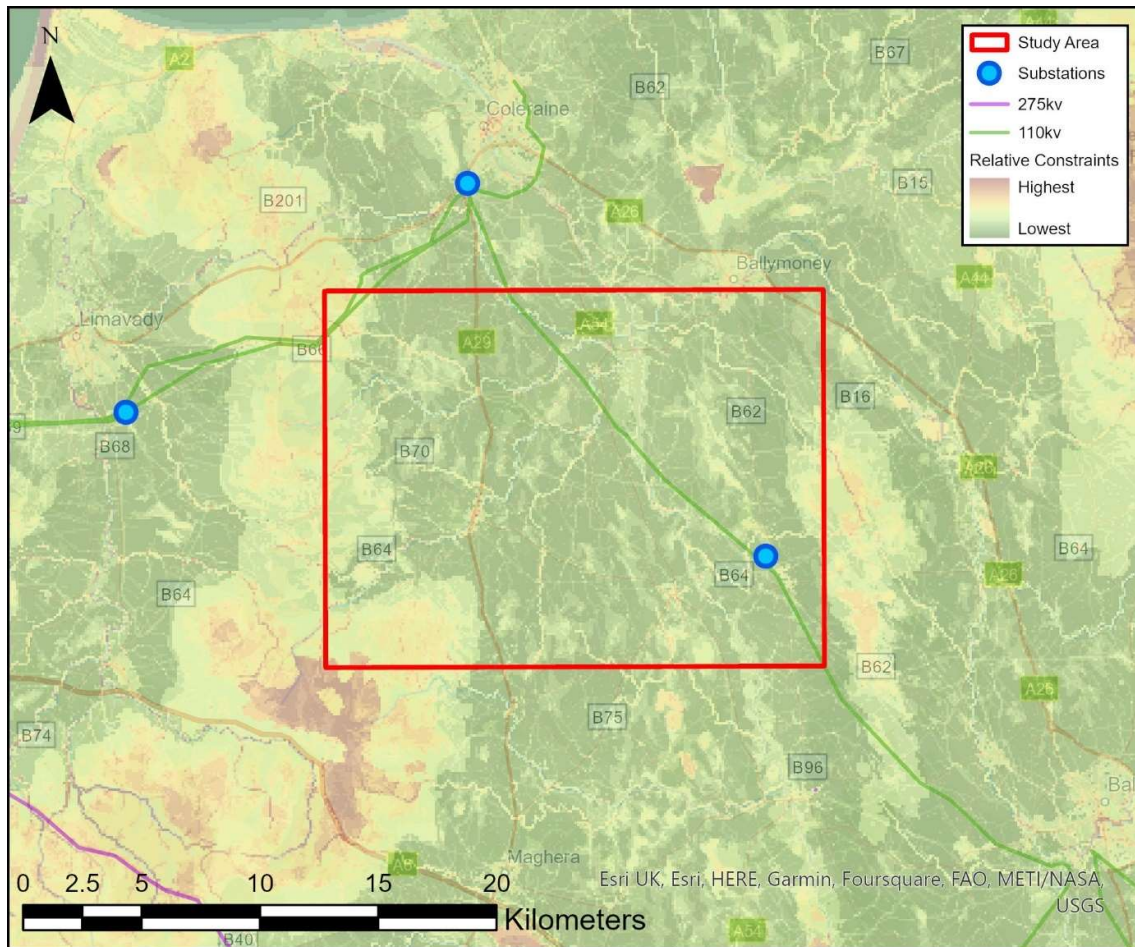 N
A2
B67
B62
Coleraine
B15
B201
A26
Ballymoney
A44
Limavady
B66
A29
A54
B16
B62
B68
B70
A26
B64
B64
B64
B64
A26
B62
A26
B74
B75
B96
Maghera
A6
A54
B40
Study Area
Substations
275kv
110kv
Relative Constraints
Highest
Lowest
0 2.5 5 10 15 20
Kilometers
Esri UK, Esri, HERE, Garmin, Foursquare, FAO, METI/NASA,
USGS